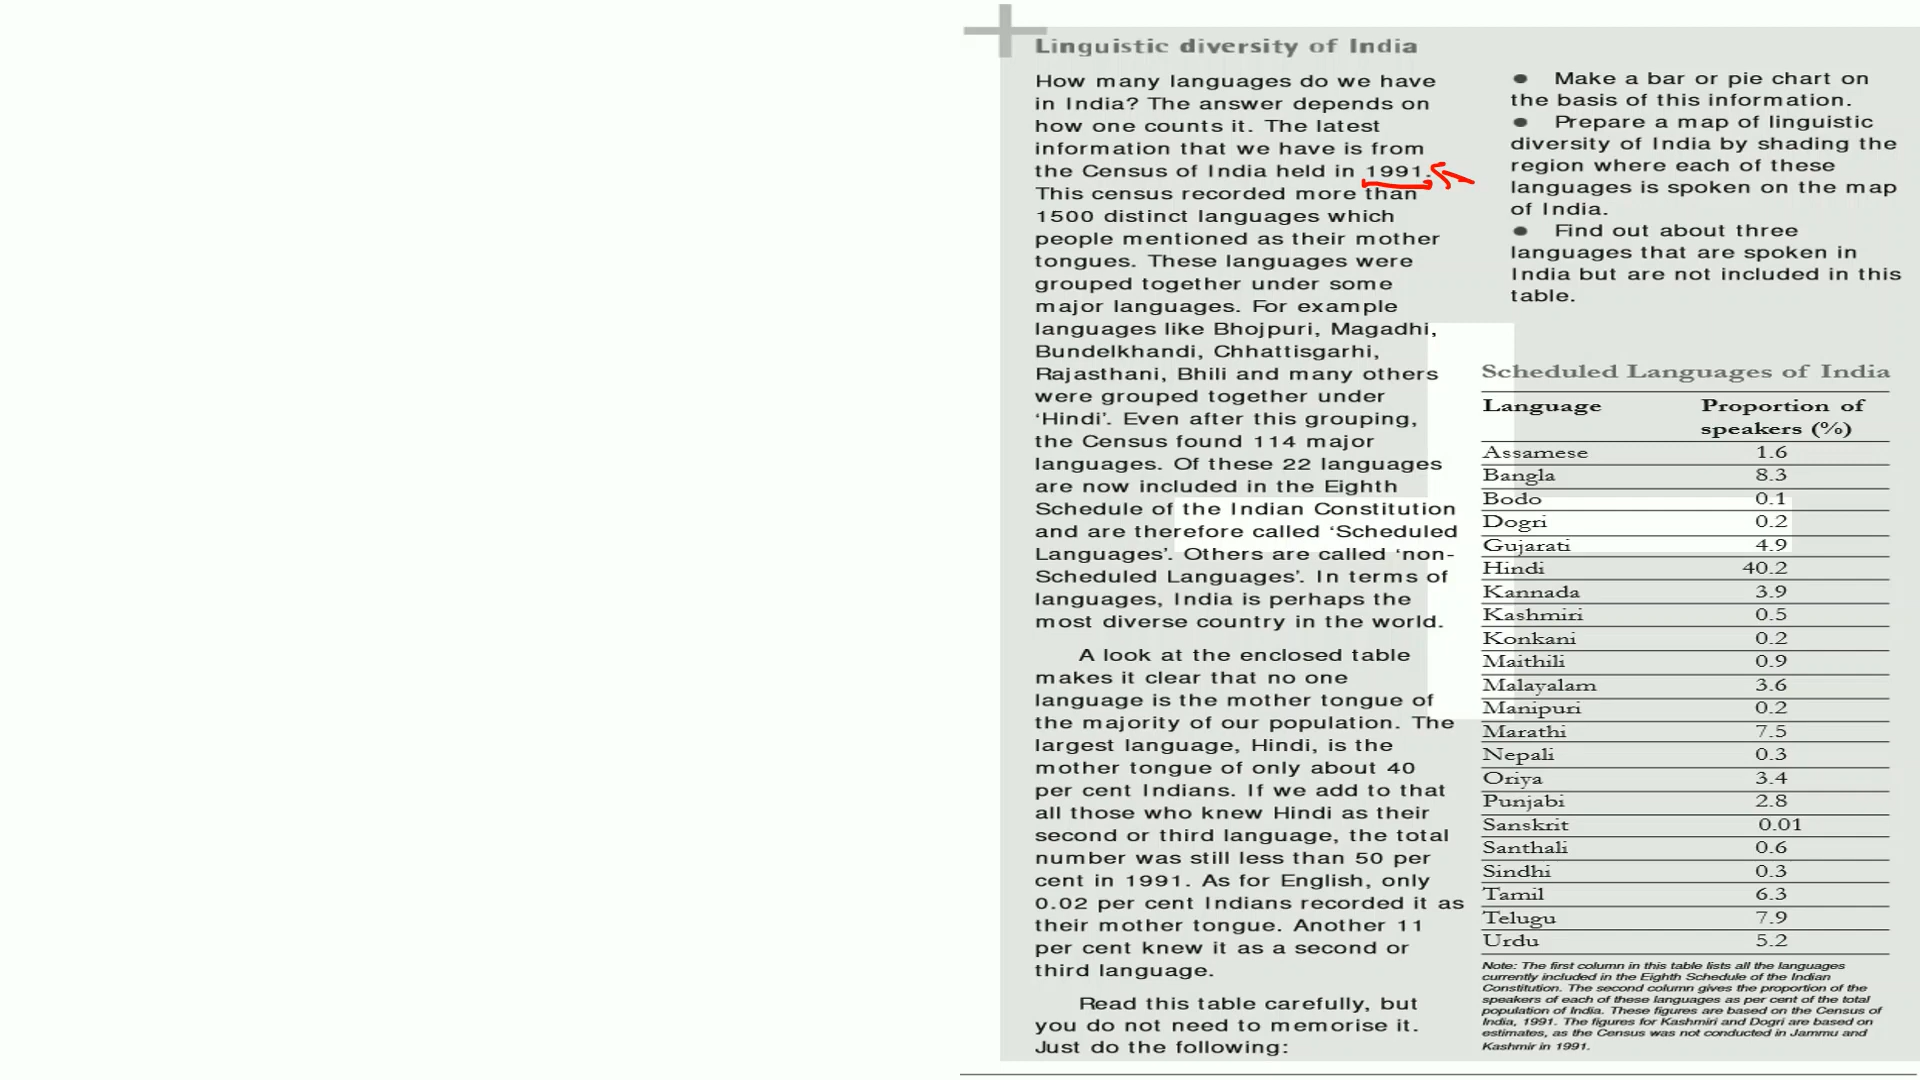 Linguistic diversity of India
How many languages do we have
in India? The answer depends on
how one counts it. The latest
information that we have is from
the Census of India held in 1991.
This census recorded more than
1500 distinct languages which
people mentioned as their mother
tongues. These languages were
grouped together under some
major languages. For example
languages like Bhojpuri, Magadhi,
Bundelkhandi, Chhattisgarhi,
Rajasthani, Bhili and many others
were grouped together under
‘Hindi’. Even after this grouping,
the Census found 114 major
languages. Of these 22 languages
are now included in the Eighth
Schedule of the Indian Constitution
and are therefore called ‘Scheduled
Languages’. Others are called ‘non-
Scheduled Languages’. In terms of
languages, India is perhaps the
most diverse country in the world.
A look at the enclosed table
makes it clear that no one
language is the mother tongue of
the majority of our population. The
largest language, Hindi, is the
mother tongue of only about 40
per cent Indians. If we add to that
all those who knew Hindi as their
second or third language, the total
number was still less than 50 per
cent in 1991. As for English, only
0.02 per cent Indians recorded it as
their mother tongue. Another 11
per cent knew it as a second or
third language.
Read this table carefully, but
you do not need to memorise it.
Just do the following:
● Make a bar or pie chart on
the basis of this information.
● Prepare a map of linguistic
diversity of India by shading the
region where each of these
languages is spoken on the map
of India.
● Find out about three
languages that are spoken in
India but are not included in this
table.
Scheduled Languages of India
Language Proportion of
speakers (%)
Assamese 1.6
Bangla 8.3
Bodo 0.1
Dogri 0.2
Gujarati 4.9
Hindi 40.2
Kannada 3.9
Kashmiri 0.5
Konkani 0.2
Maithili 0.9
Malayalam 3.6
Manipuri 0.2
Marathi 7.5
Nepali 0.3
Oriya 3.4
Punjabi 2.8
Sanskrit 0.01
Santhali 0.6
Sindhi 0.3
Tamil 6.3
Telugu 7.9
Urdu 5.2
Note: The first column in this table lists all the languages
currently included in the Eighth Schedule of the Indian
Constitution. The second column gives the proportion of the
speakers of each of these languages as per cent of the total
population of India. These figures are based on the Census of
India, 1991. The figures for Kashmiri and Dogri are based on
estimates, as the Census was not conducted in Jammu and
Kashmir in 1991.